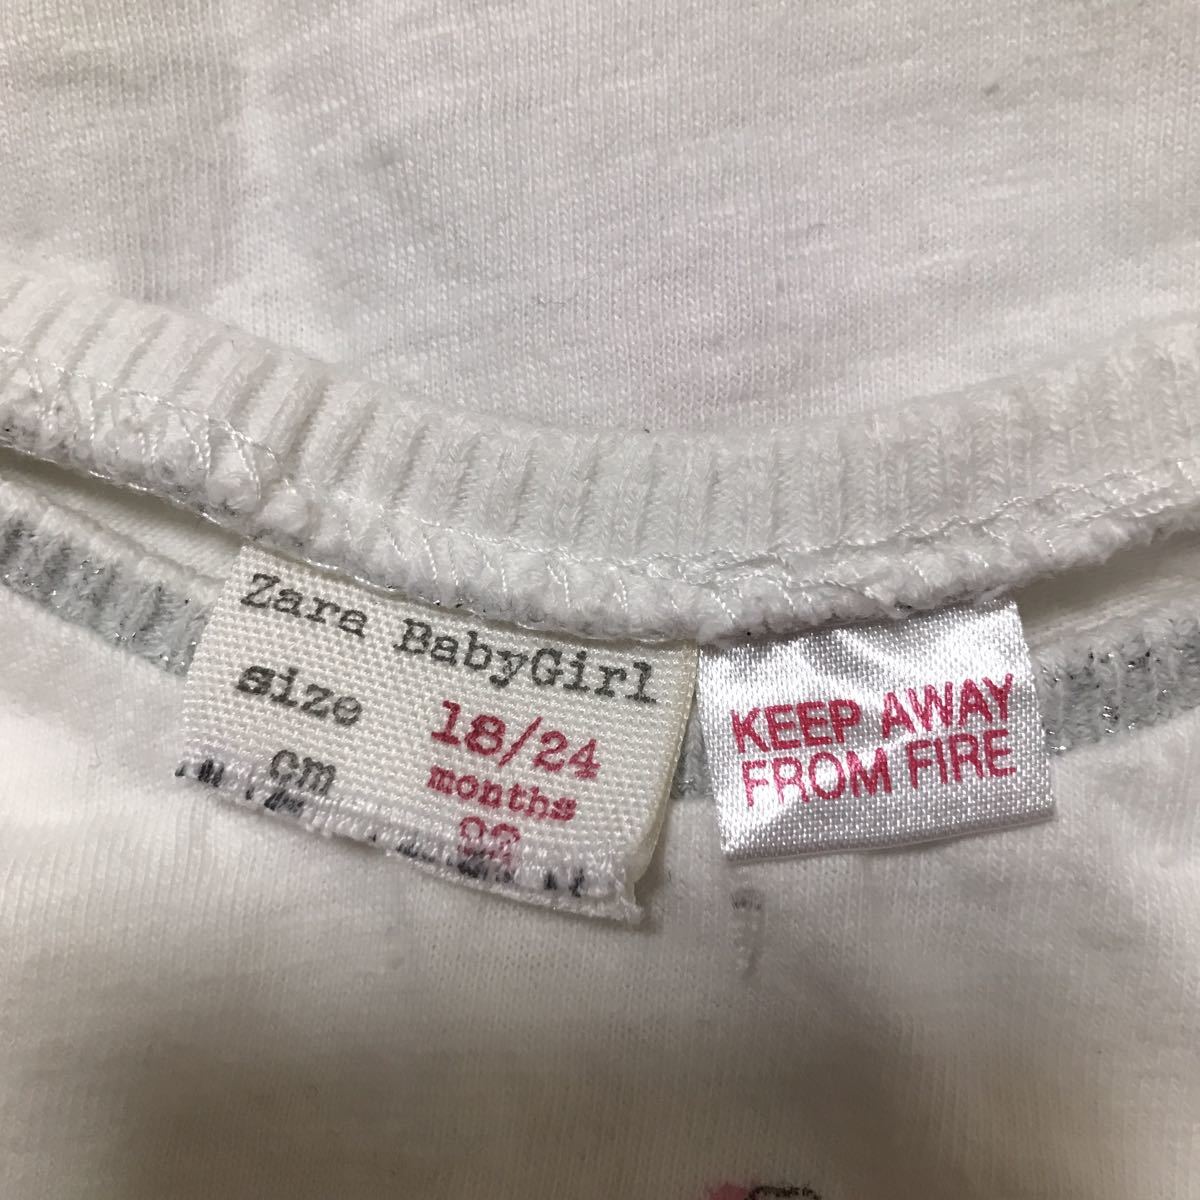 Zara BabyGirl
size 18/24
months
cm
KEEP AWAY
FROM FIRE